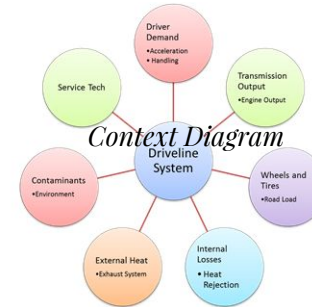 Driver
Demand
•Acceleration
• Handling
Service Tech
Transmission
Output
•Engine Output
Context Diagram
Driveline
System
Contaminants
•Environment
Wheels and
Tires
•Road Load
External Heat
•Exhaust System
Internal
Losses
• Heat
Rejection